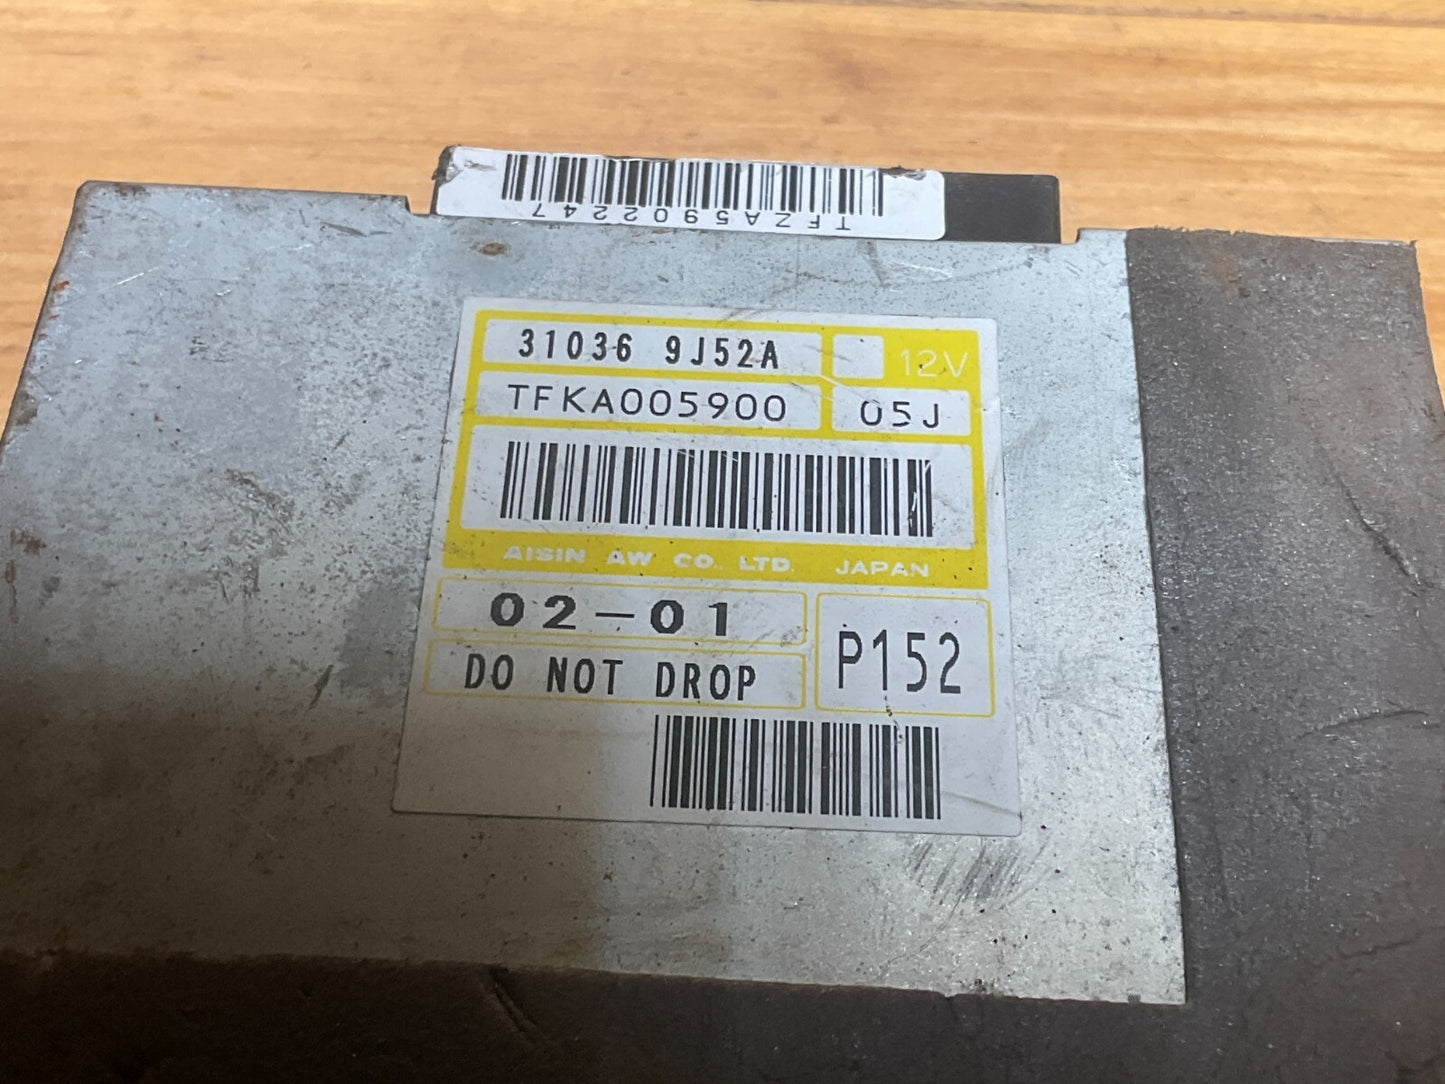 TFZA5902247
31036 9J52A
12V
TFKA005900
05J
AISIN AW CO., LTD. JAPAN
02-01
P152
DO NOT DROP